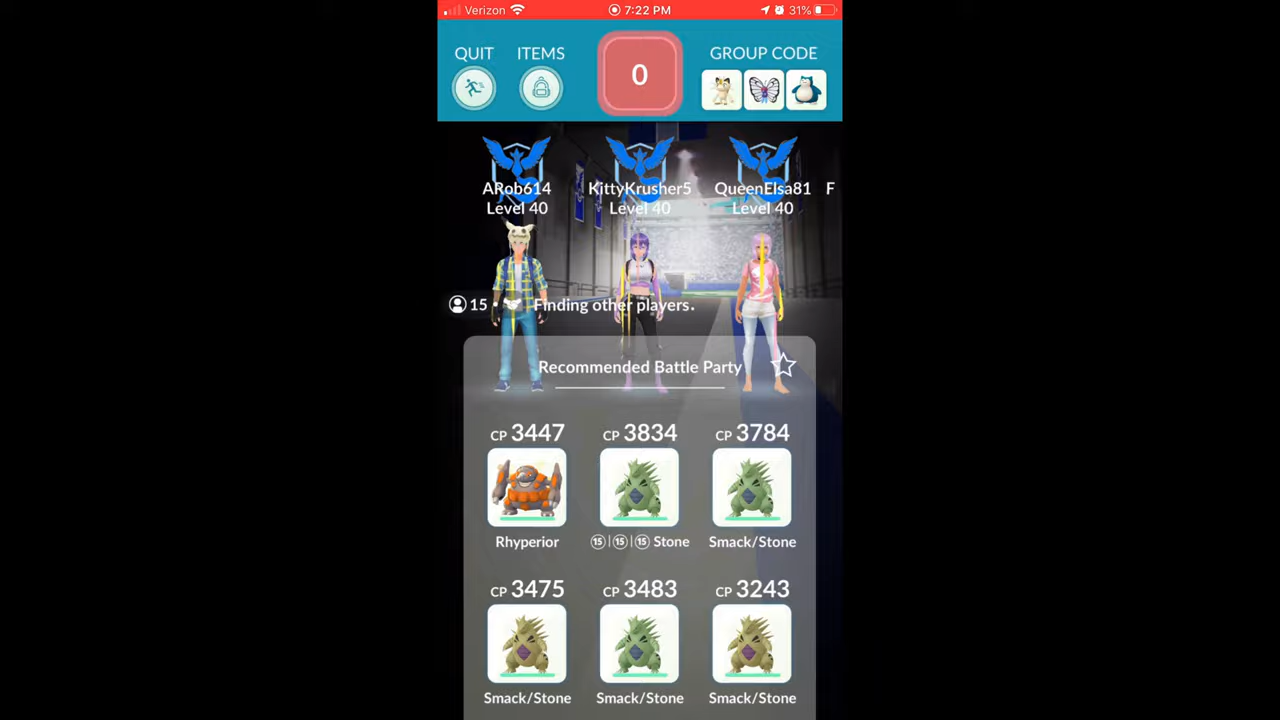 Verizon 7:22 PM 31%
QUIT ITEMS 0 GROUP CODE
ARob614 KittyKrusher5 QueenElsa81 F
Level 40 Level 40 Level 40
15 • Finding other players.
Recommended Battle Party
CP 3447 CP 3834 CP 3784
Rhyperior ⑮|⑮|⑮ Stone Smack/Stone
CP 3475 CP 3483 CP 3243
Smack/Stone Smack/Stone Smack/Stone